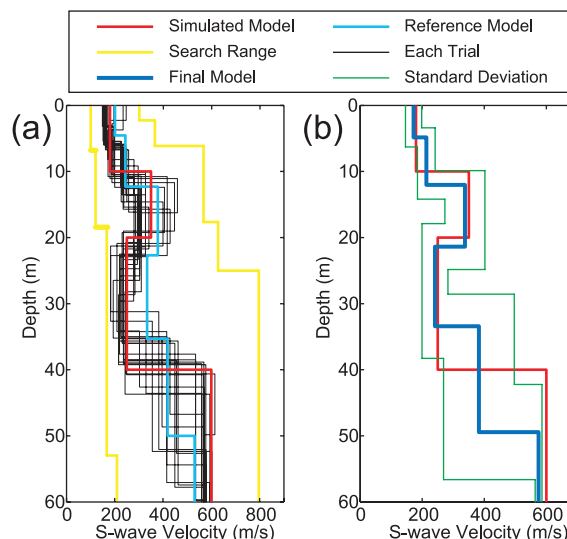 Simulated Model
Reference Model
Search Range
Each Trial
Final Model
Standard Deviation
(a)
(b)
0
10
20
30
40
50
60
Depth (m)
0
200
400
600
800
S-wave Velocity (m/s)
0
10
20
30
40
50
60
Depth (m)
0
200
400
600
S-wave Velocity (m/s)